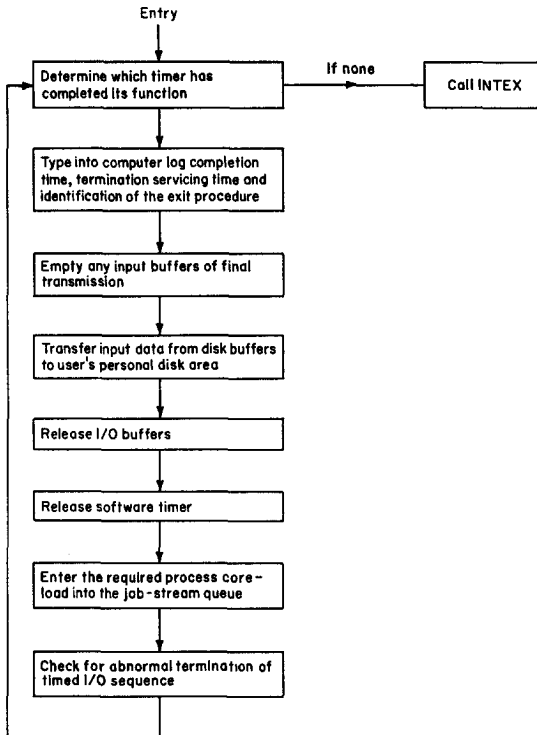 Entry
Determine which timer has
completed its function
If none
Call INTEX
Type into computer log completion
time, termination servicing time and
identification of the exit procedure
Empty any input buffers of final
transmission
Transfer input data from disk buffers
to user's personal disk area
Release I/O buffers
Release software timer
Enter the required process core-
load into the job-stream queue
Check for abnormal termination of
timed I/O sequence